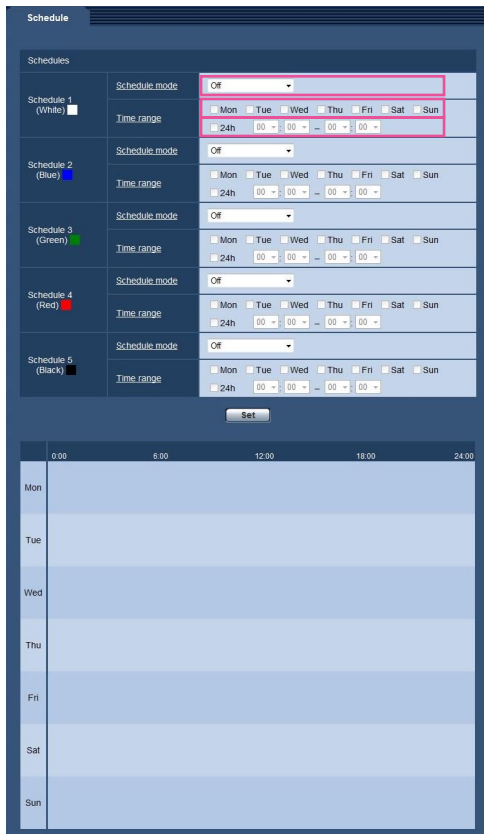 Schedule
Schedules
Schedule 1
(White)
Schedule mode
Off
Time range
Mon Tue Wed Thu Fri Sat Sun
24h 00 : 00 – 00 : 00
Schedule 2
(Blue)
Schedule mode
Off
Time range
Mon Tue Wed Thu Fri Sat Sun
24h 00 : 00 – 00 : 00
Schedule 3
(Green)
Schedule mode
Off
Time range
Mon Tue Wed Thu Fri Sat Sun
24h 00 : 00 – 00 : 00
Schedule 4
(Red)
Schedule mode
Off
Time range
Mon Tue Wed Thu Fri Sat Sun
24h 00 : 00 – 00 : 00
Schedule 5
(Black)
Schedule mode
Off
Time range
Mon Tue Wed Thu Fri Sat Sun
24h 00 : 00 – 00 : 00
Set
0:00 6:00 12:00 18:00 24:00
Mon
Tue
Wed
Thu
Fri
Sat
Sun